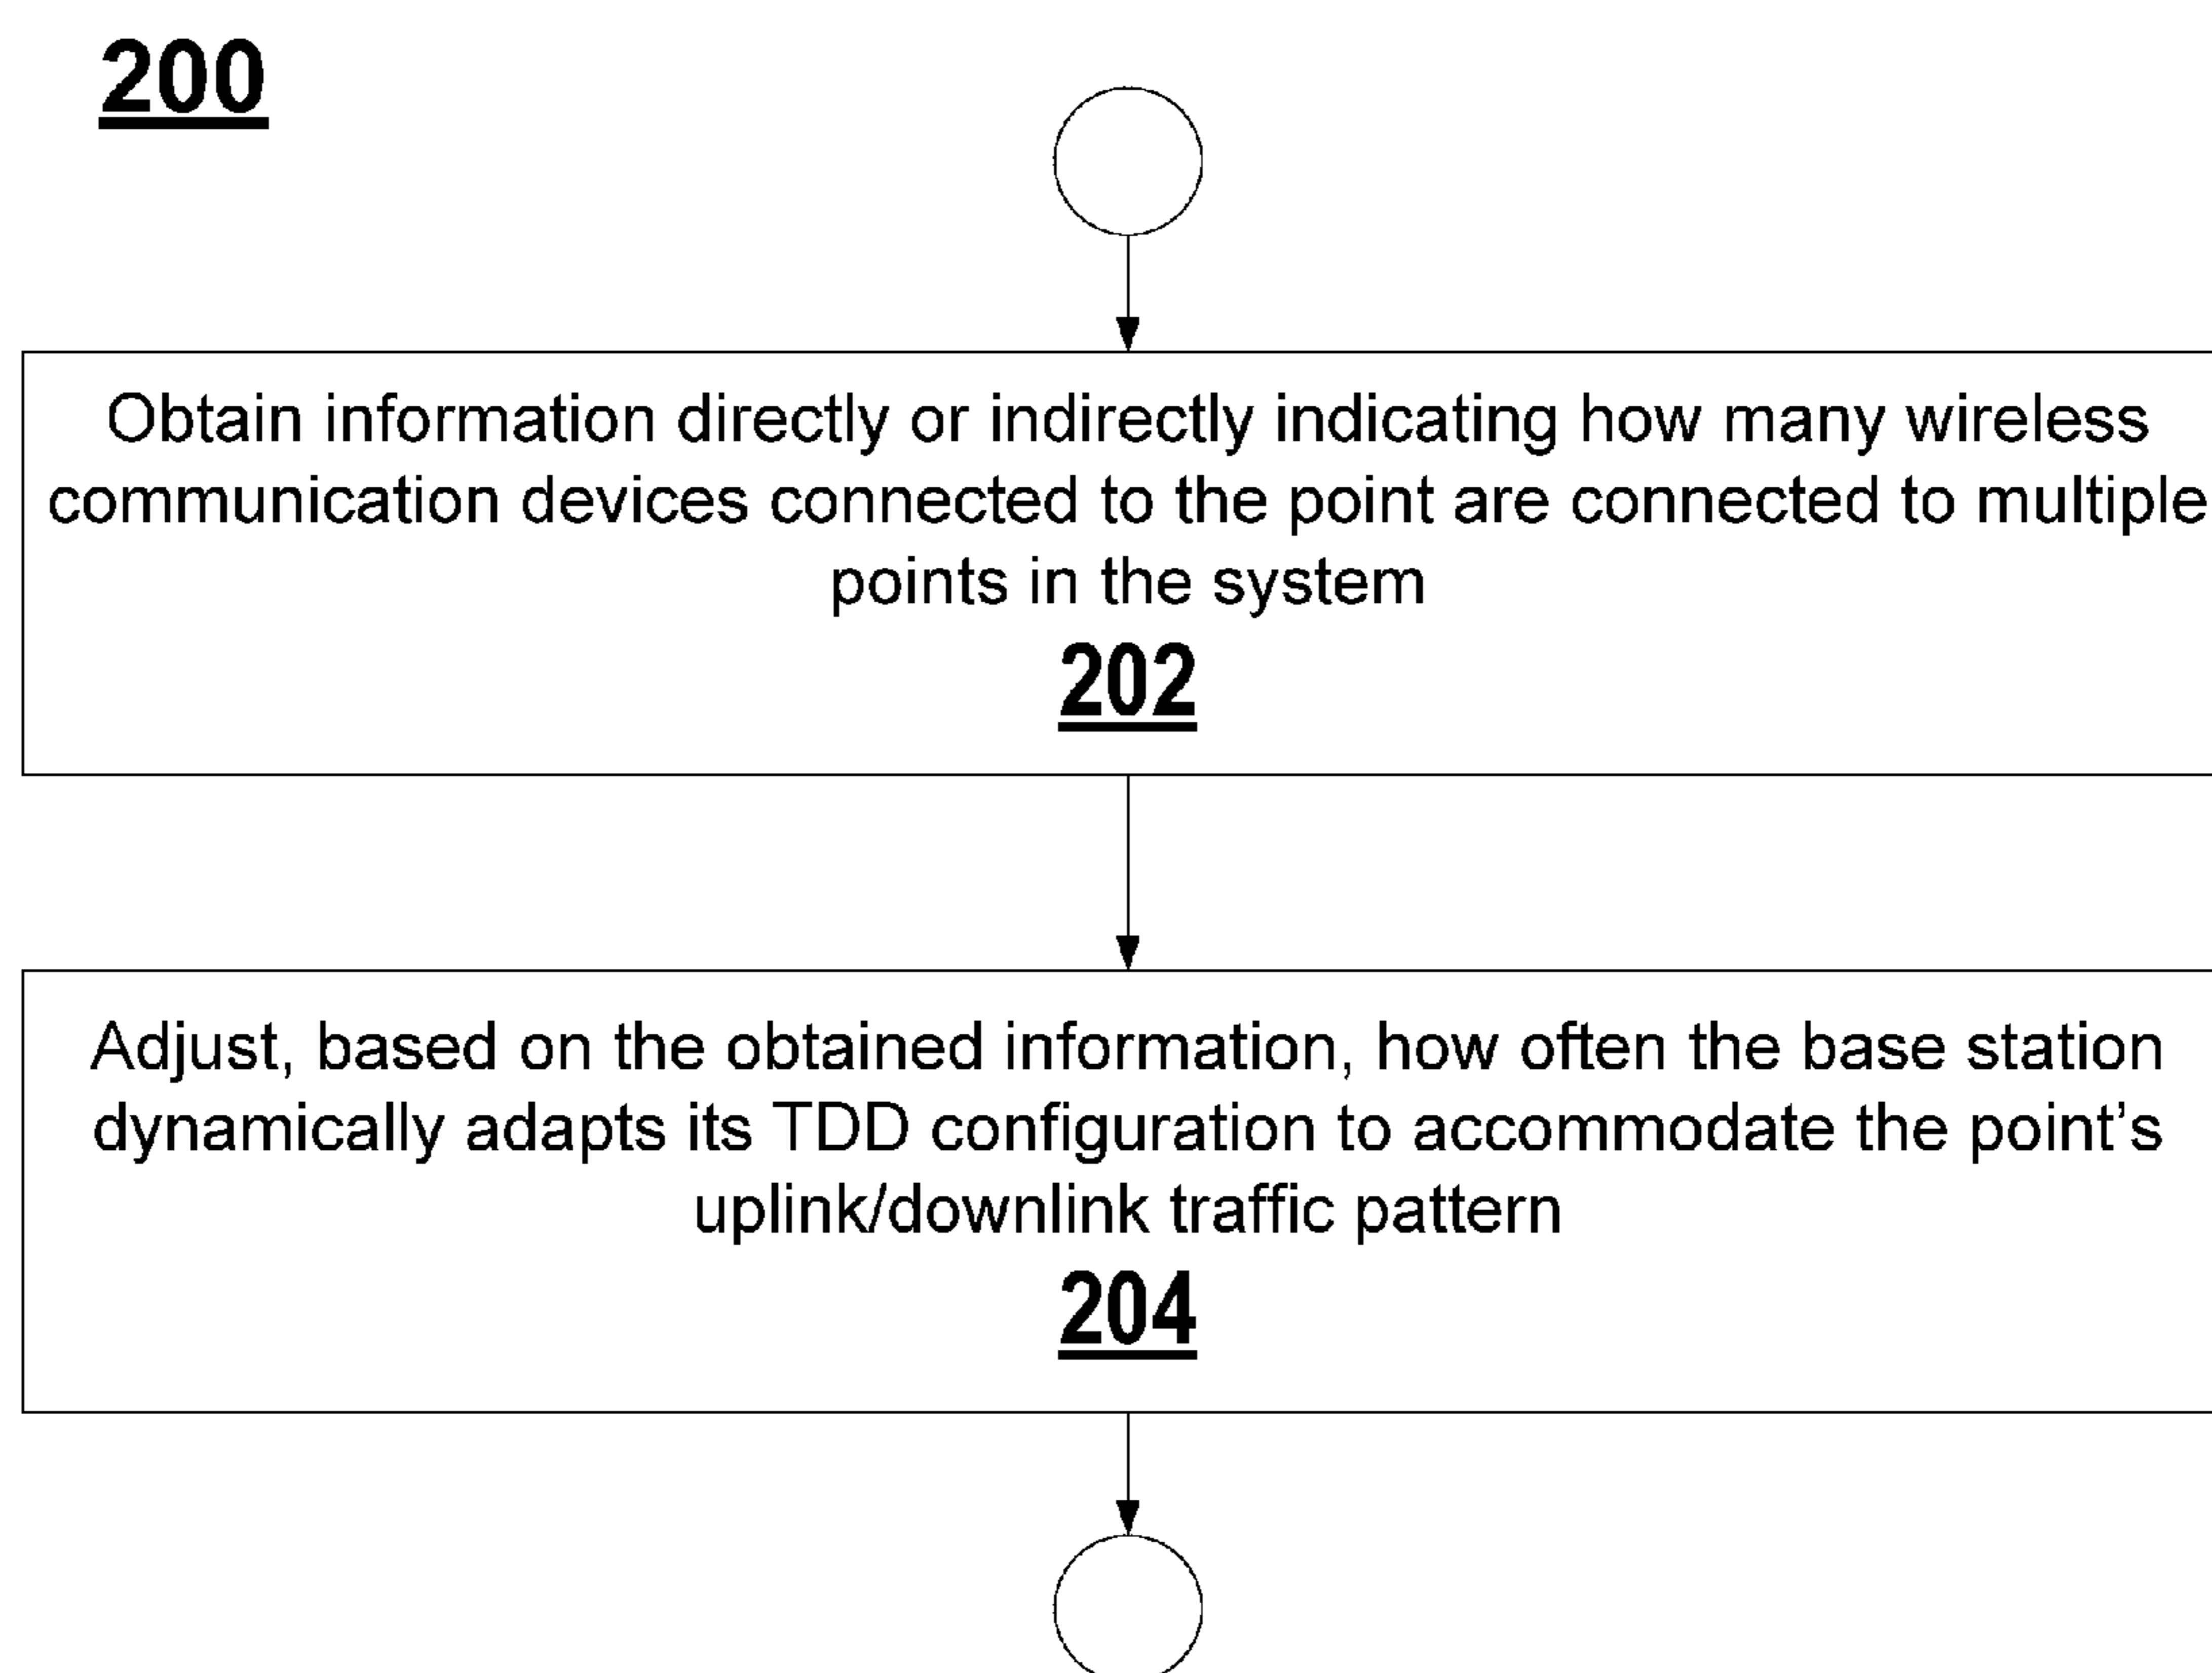 200
Obtain information directly or indirectly indicating how many wireless
communication devices connected to the point are connected to multiple
points in the system
202
Adjust, based on the obtained information, how often the base station
dynamically adapts its TDD configuration to accommodate the point’s
uplink/downlink traffic pattern
204